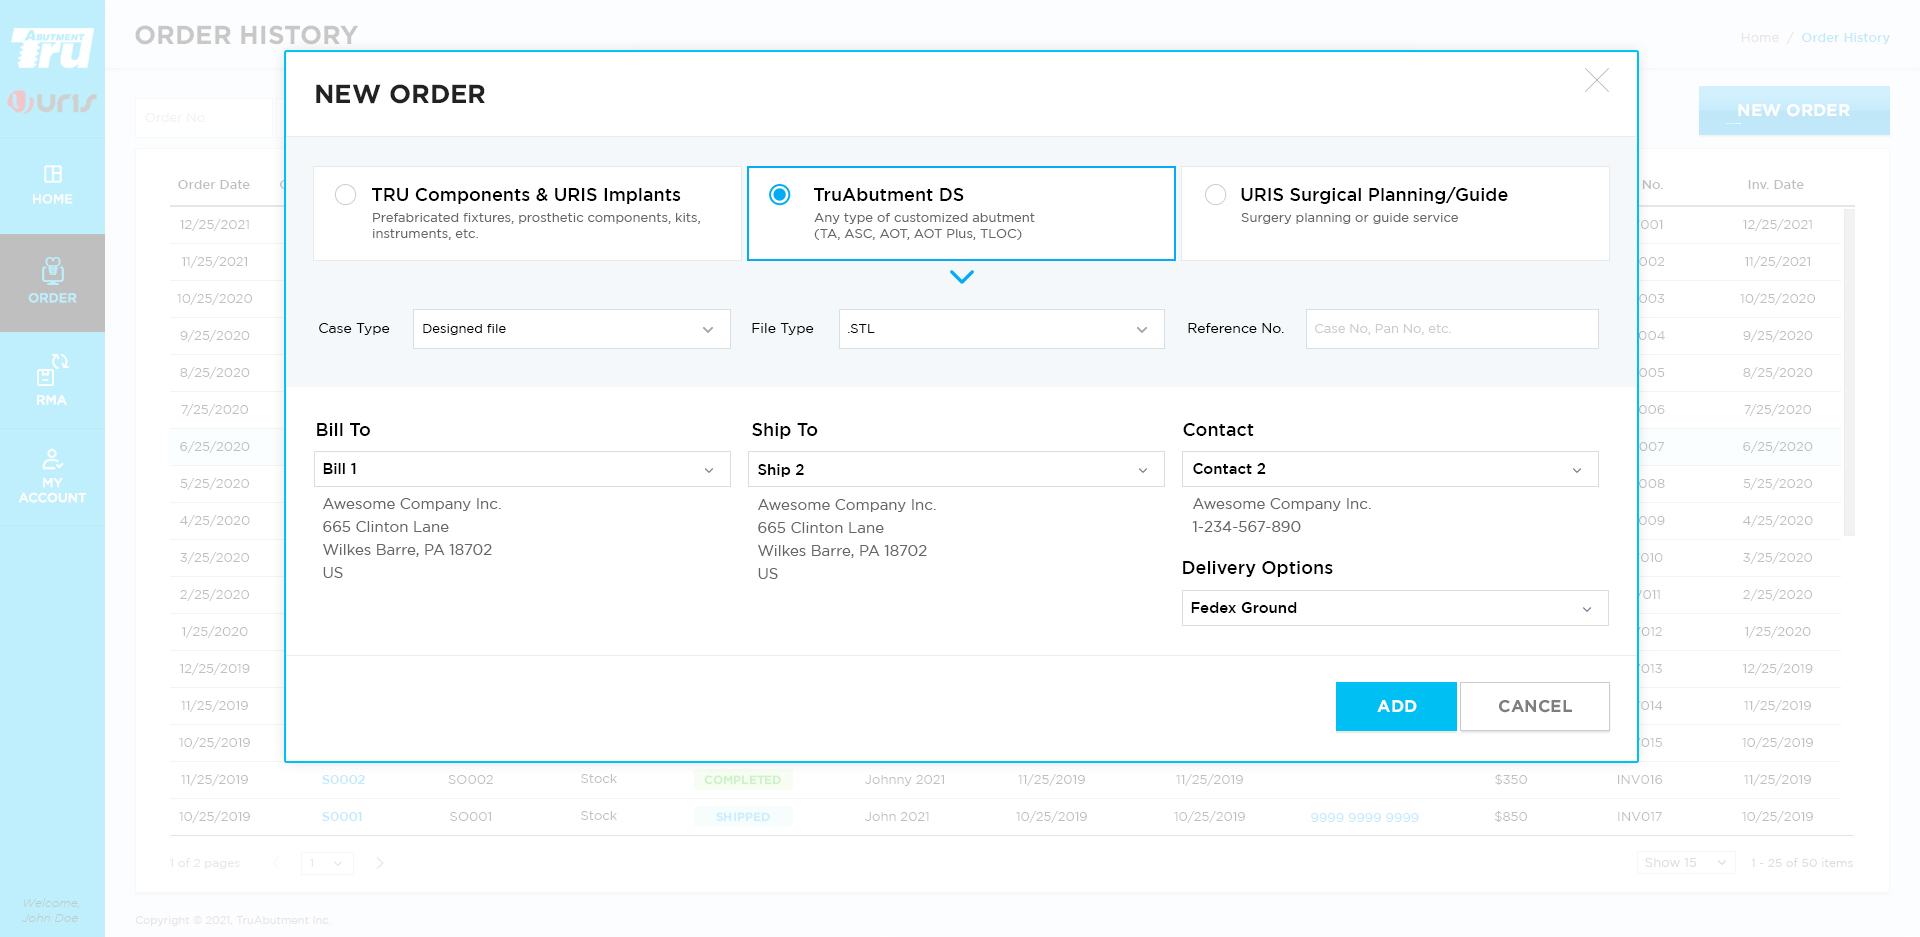 ABUTMENT
Tru
URIS
HOME
ORDER
RMA
MY
ACCOUNT
Welcome,
John Doe
ORDER HISTORY
Home / Order History
Order No
NEW ORDER
Order Date
No.
Inv. Date
12/25/2021
001
12/25/2021
11/25/2021
002
11/25/2021
10/25/2020
003
10/25/2020
9/25/2020
004
9/25/2020
8/25/2020
005
8/25/2020
7/25/2020
006
7/25/2020
6/25/2020
007
6/25/2020
5/25/2020
008
5/25/2020
4/25/2020
009
4/25/2020
3/25/2020
010
3/25/2020
2/25/2020
011
2/25/2020
1/25/2020
012
1/25/2020
12/25/2019
013
12/25/2019
11/25/2019
014
11/25/2019
10/25/2019
015
10/25/2019
11/25/2019 S0002 SO002 Stock COMPLETED Johnny 2021 11/25/2019 11/25/2019 $350 INV016 11/25/2019
10/25/2019 S0001 SO001 Stock SHIPPED John 2021 10/25/2019 10/25/2019 9999 9999 9999 $850 INV017 10/25/2019
1 of 2 pages 1 Show 15 1 - 25 of 50 items
Copyright © 2021, TruAbutment Inc.
NEW ORDER
TRU Components & URIS Implants
Prefabricated fixtures, prosthetic components, kits,
instruments, etc.
TruAbutment DS
Any type of customized abutment
(TA, ASC, AOT, AOT Plus, TLOC)
URIS Surgical Planning/Guide
Surgery planning or guide service
Case Type Designed file File Type .STL Reference No. Case No, Pan No, etc.
Bill To
Bill 1
Awesome Company Inc.
665 Clinton Lane
Wilkes Barre, PA 18702
US
Ship To
Ship 2
Awesome Company Inc.
665 Clinton Lane
Wilkes Barre, PA 18702
US
Contact
Contact 2
Awesome Company Inc.
1-234-567-890
Delivery Options
Fedex Ground
ADD CANCEL